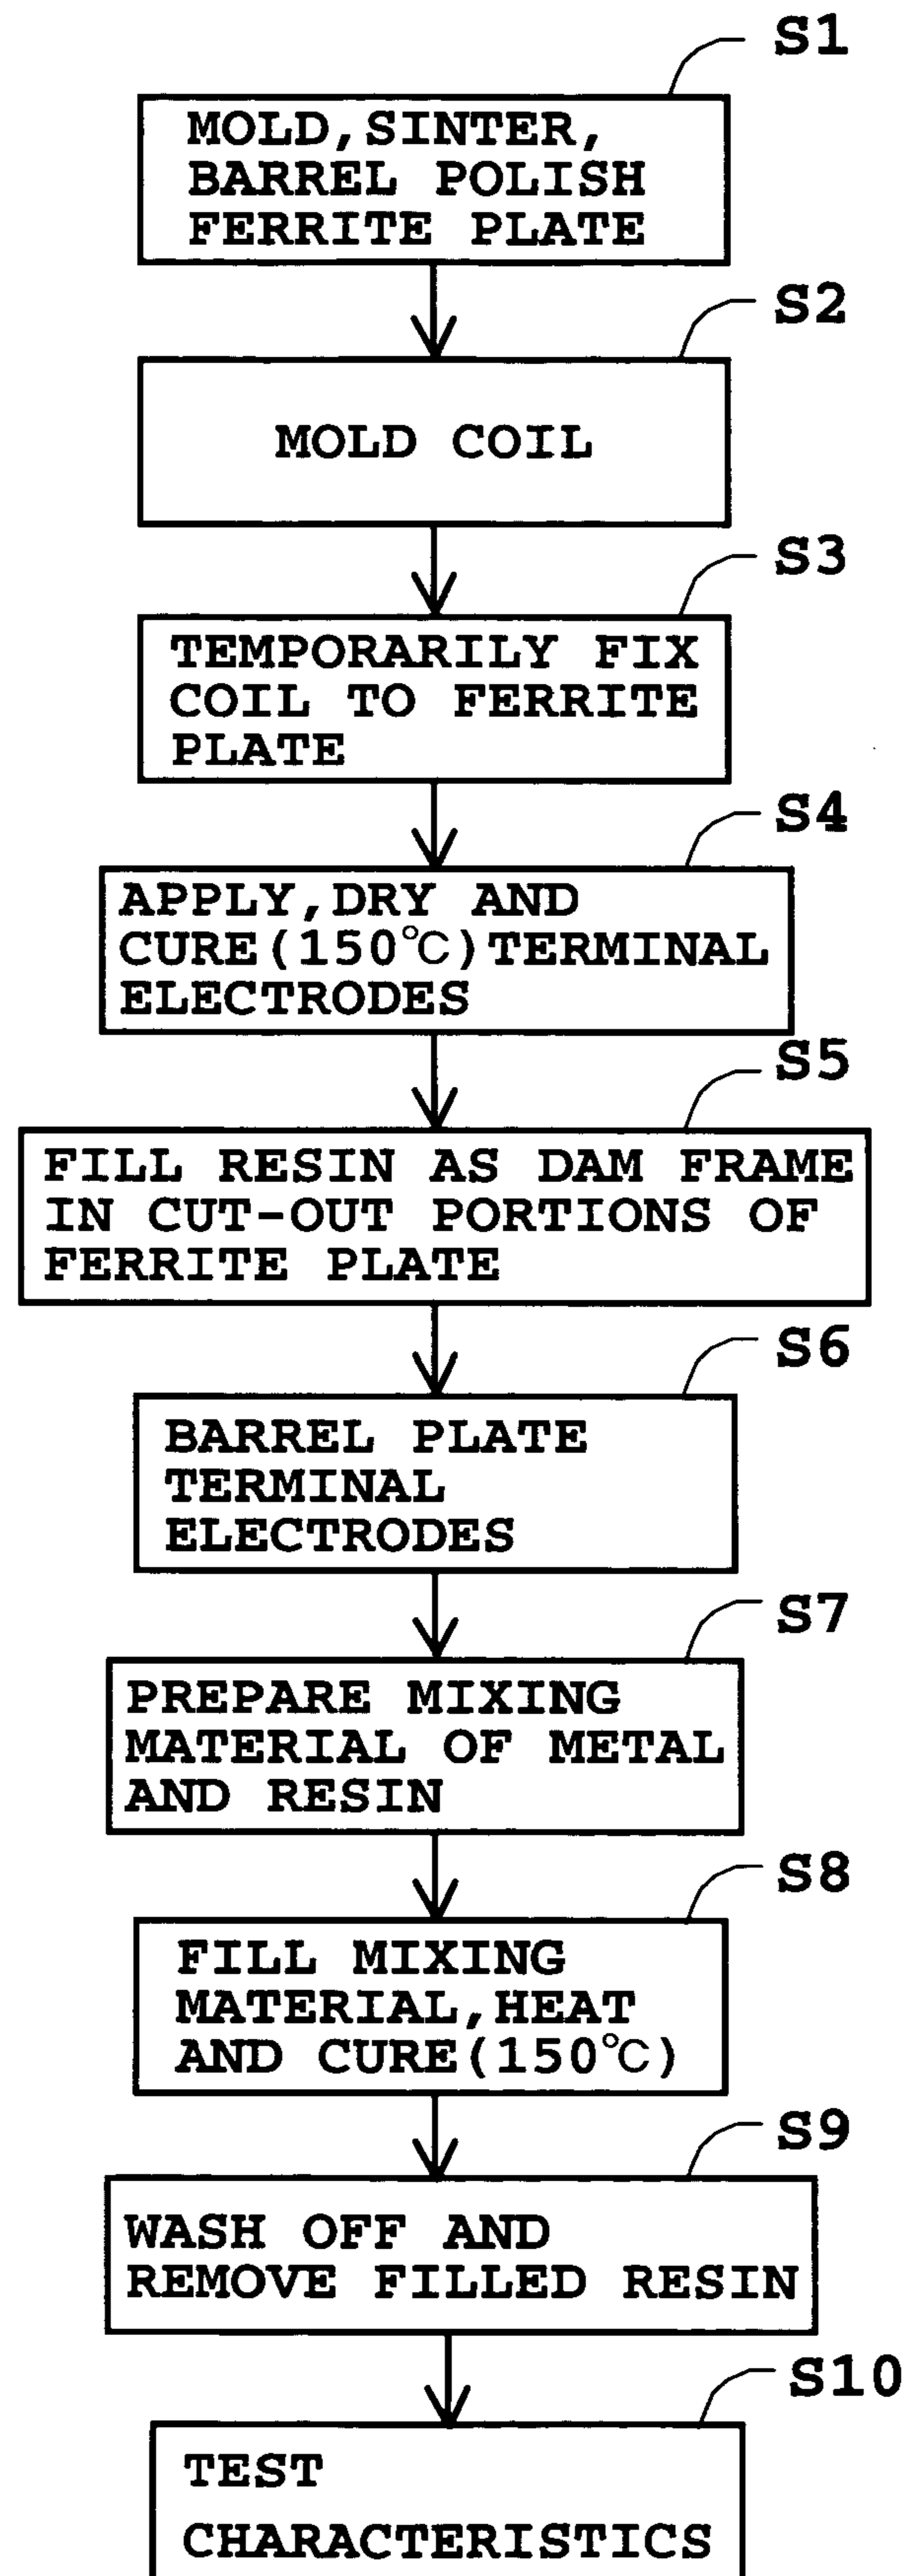 S1
MOLD,SINTER,
BARREL POLISH
FERRITE PLATE
S2
MOLD COIL
S3
TEMPORARILY FIX
COIL TO FERRITE
PLATE
S4
APPLY,DRY AND
CURE(150℃)TERMINAL
ELECTRODES
S5
FILL RESIN AS DAM FRAME
IN CUT-OUT PORTIONS OF
FERRITE PLATE
S6
BARREL PLATE
TERMINAL
ELECTRODES
S7
PREPARE MIXING
MATERIAL OF METAL
AND RESIN
S8
FILL MIXING
MATERIAL,HEAT
AND CURE(150℃)
S9
WASH OFF AND
REMOVE FILLED RESIN
S10
TEST
CHARACTERISTICS